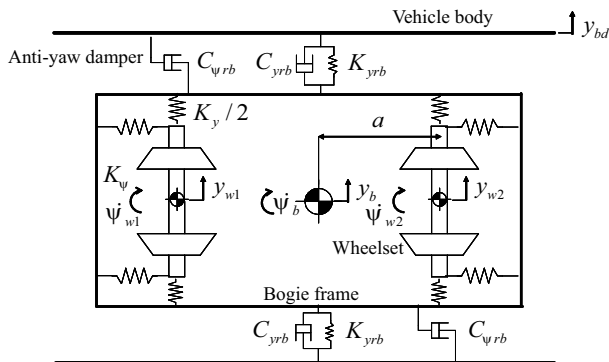 Vehicle body
y_bd
Anti-yaw damper
C_ψrb
C_yrb
K_yrb
K_y / 2
a
K_ψ
y_w1
ψ̇_w1
ψ̇_b
y_b
ψ̇_w2
y_w2
Wheelset
Bogie frame
C_yrb
K_yrb
C_ψrb